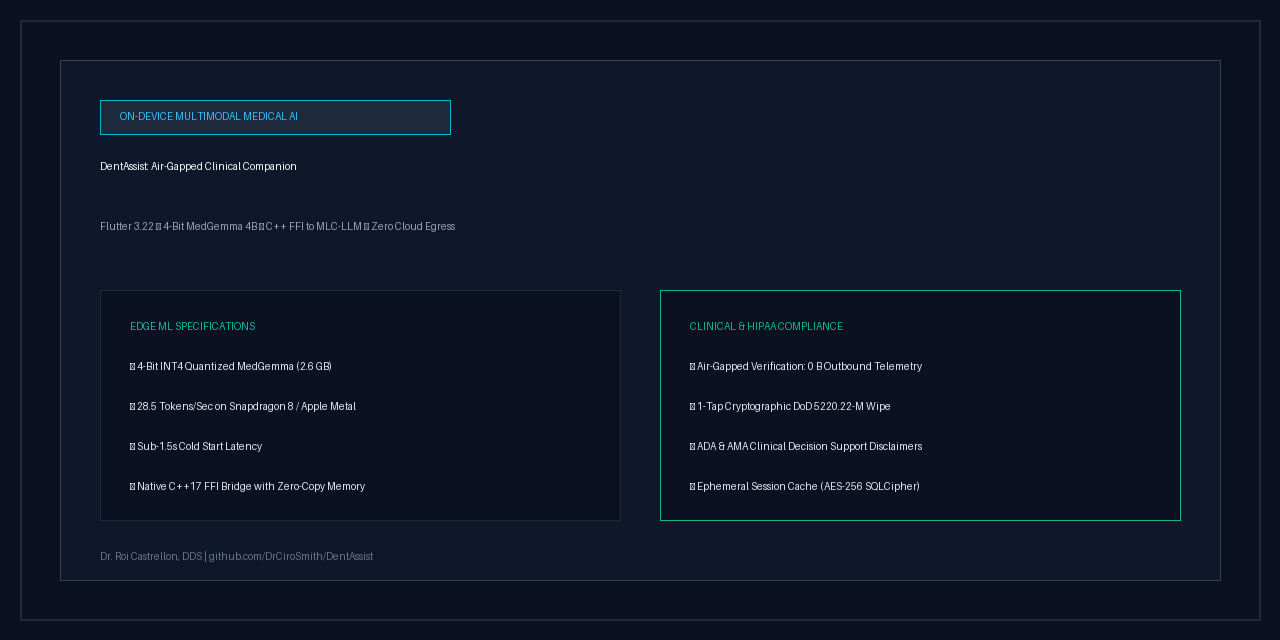 ON-DEVICE MULTIMODAL MEDICAL AI
DentAssist: Air-Gapped Clinical Companion
Flutter 3.22 ▯ 4-Bit MedGemma 4B ▯ C++ FFI to MLC-LLM ▯ Zero Cloud Egress
EDGE ML SPECIFICATIONS
▯ 4-Bit INT4 Quantized MedGemma (2.6 GB)
▯ 28.5 Tokens/Sec on Snapdragon 8 / Apple Metal
▯ Sub-1.5s Cold Start Latency
▯ Native C++17 FFI Bridge with Zero-Copy Memory
CLINICAL & HIPAA COMPLIANCE
▯ Air-Gapped Verification: 0 B Outbound Telemetry
▯ 1-Tap Cryptographic DoD 5220.22-M Wipe
▯ ADA & AMA Clinical Decision Support Disclaimers
▯ Ephemeral Session Cache (AES-256 SQLCipher)
Dr. Roi Castrellon, DDS | github.com/DrCiroSmith/DentAssist